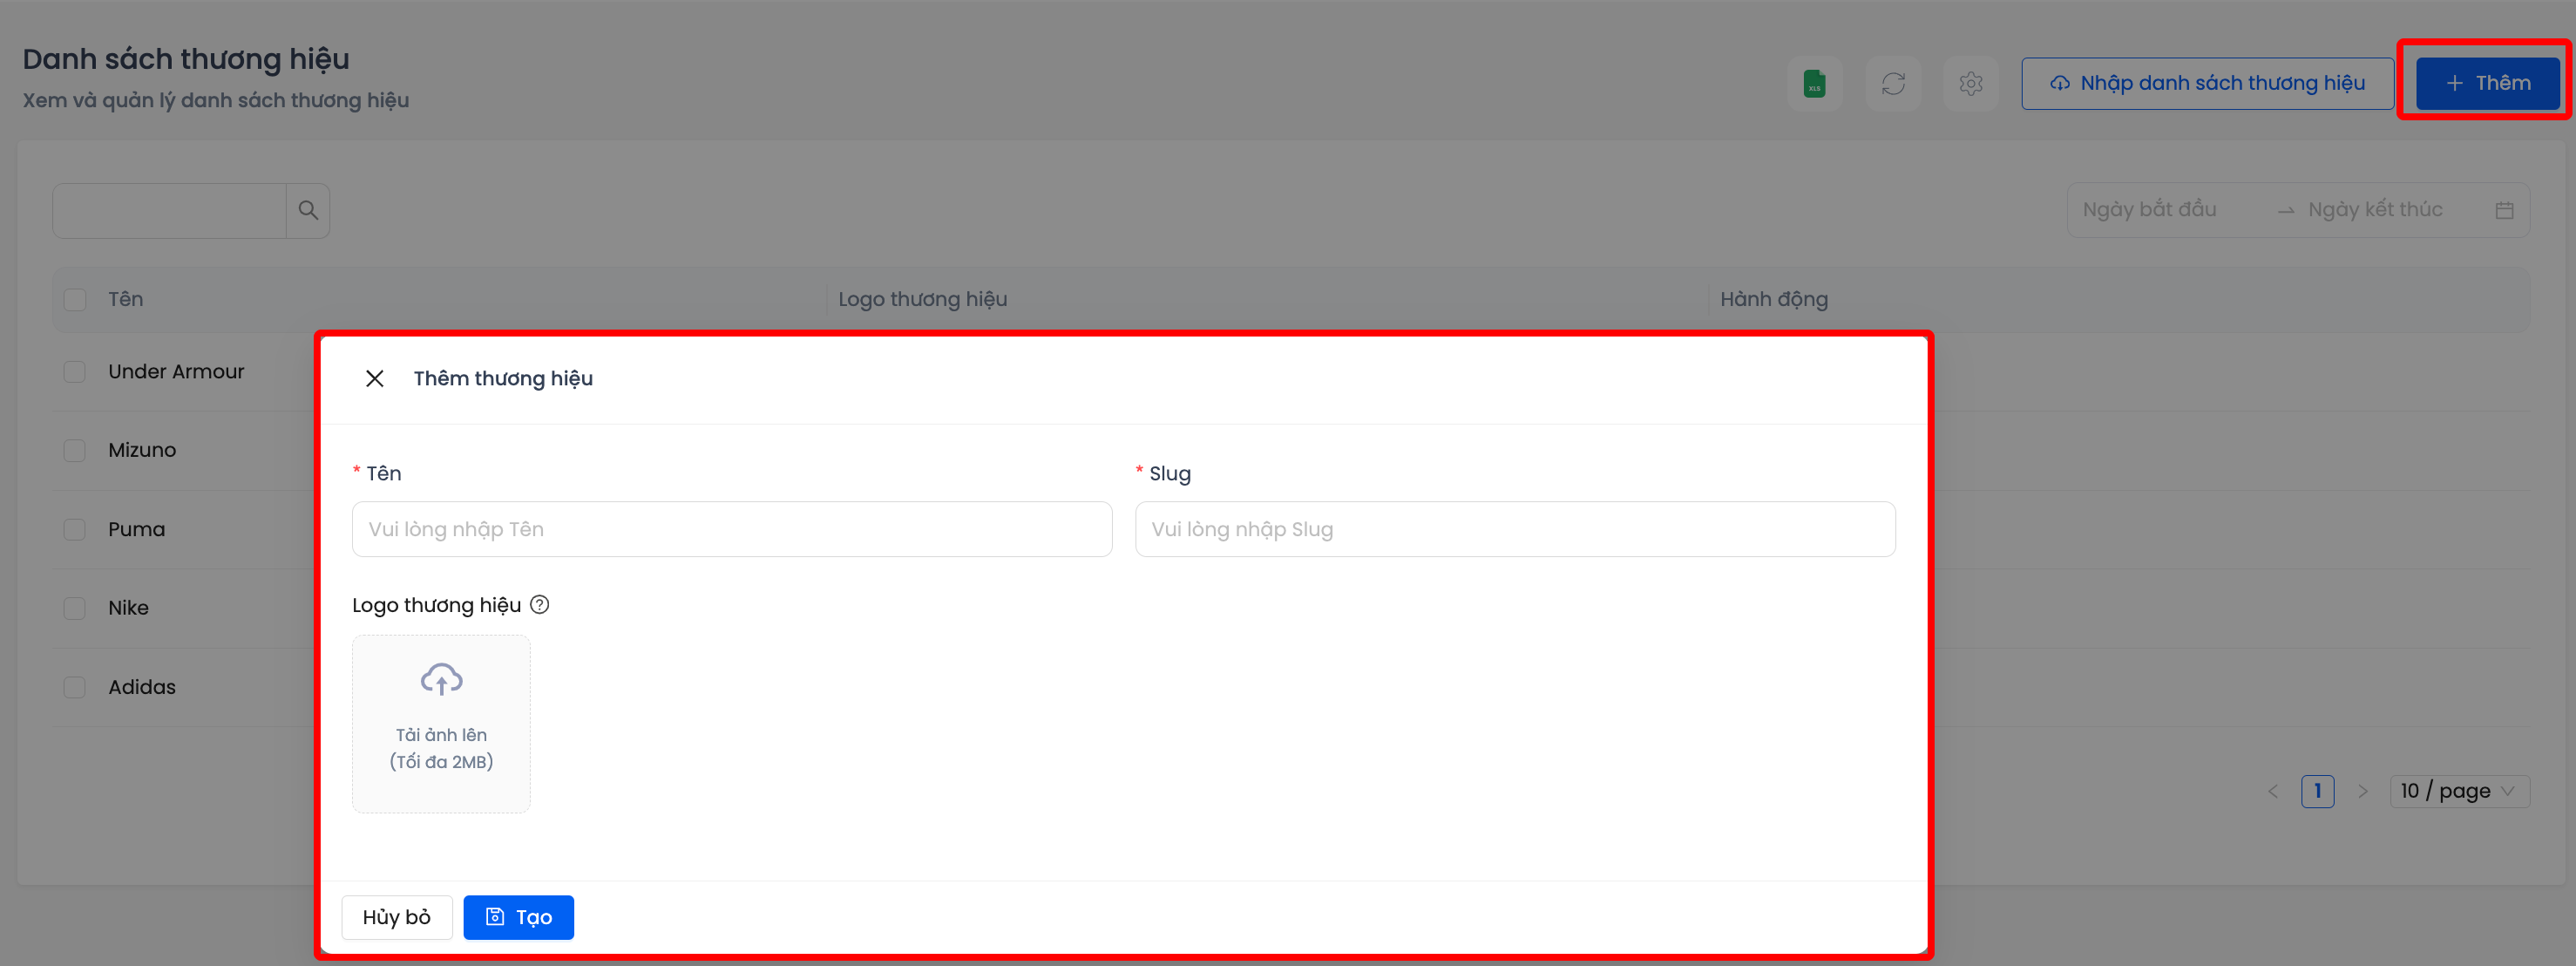 Danh sách thương hiệu
Xem và quản lý danh sách thương hiệu
XLS
Nhập danh sách thương hiệu
Thêm
Ngày bắt đầu
Ngày kết thúc
Tên
Logo thương hiệu
Hành động
Under Armour
Mizuno
Puma
Nike
Adidas
Thêm thương hiệu
* Tên
* Slug
Vui lòng nhập Tên
Vui lòng nhập Slug
Logo thương hiệu
Tải ảnh lên
(Tối đa 2MB)
1
10 / page
Hủy bỏ
Tạo